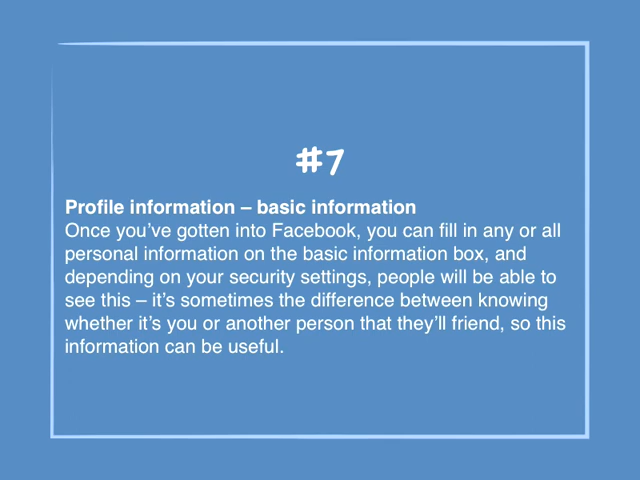 #7
Profile information – basic information
Once you’ve gotten into Facebook, you can fill in any or all
personal information on the basic information box, and
depending on your security settings, people will be able to
see this – it’s sometimes the difference between knowing
whether it’s you or another person that they’ll friend, so this
information can be useful.